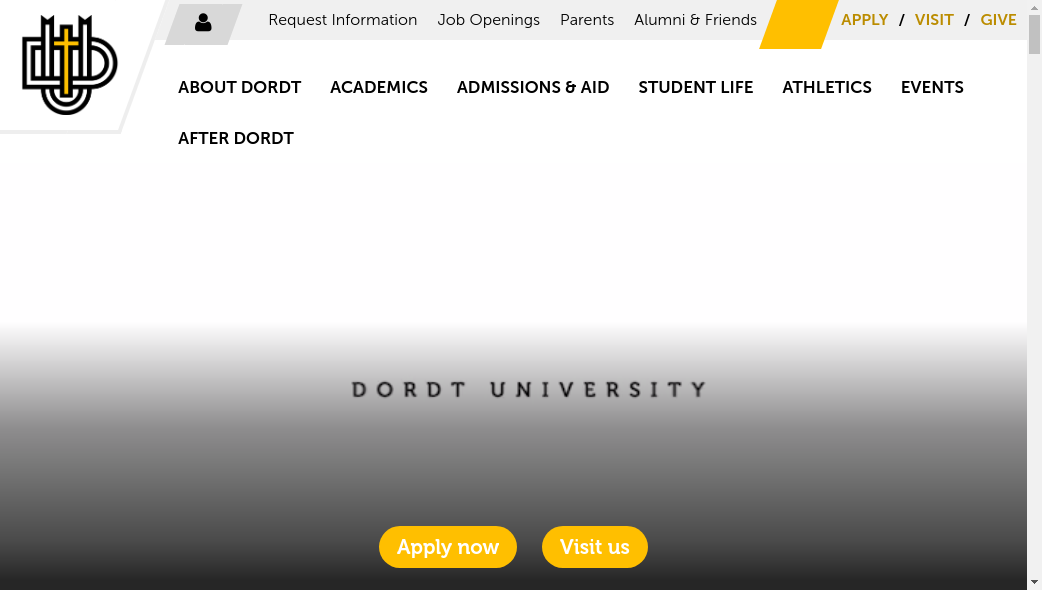 Request Information Job Openings Parents Alumni & Friends APPLY / VISIT / GIVE
ABOUT DORDT ACADEMICS ADMISSIONS & AID STUDENT LIFE ATHLETICS EVENTS
AFTER DORDT
DORDT UNIVERSITY
Apply now Visit us